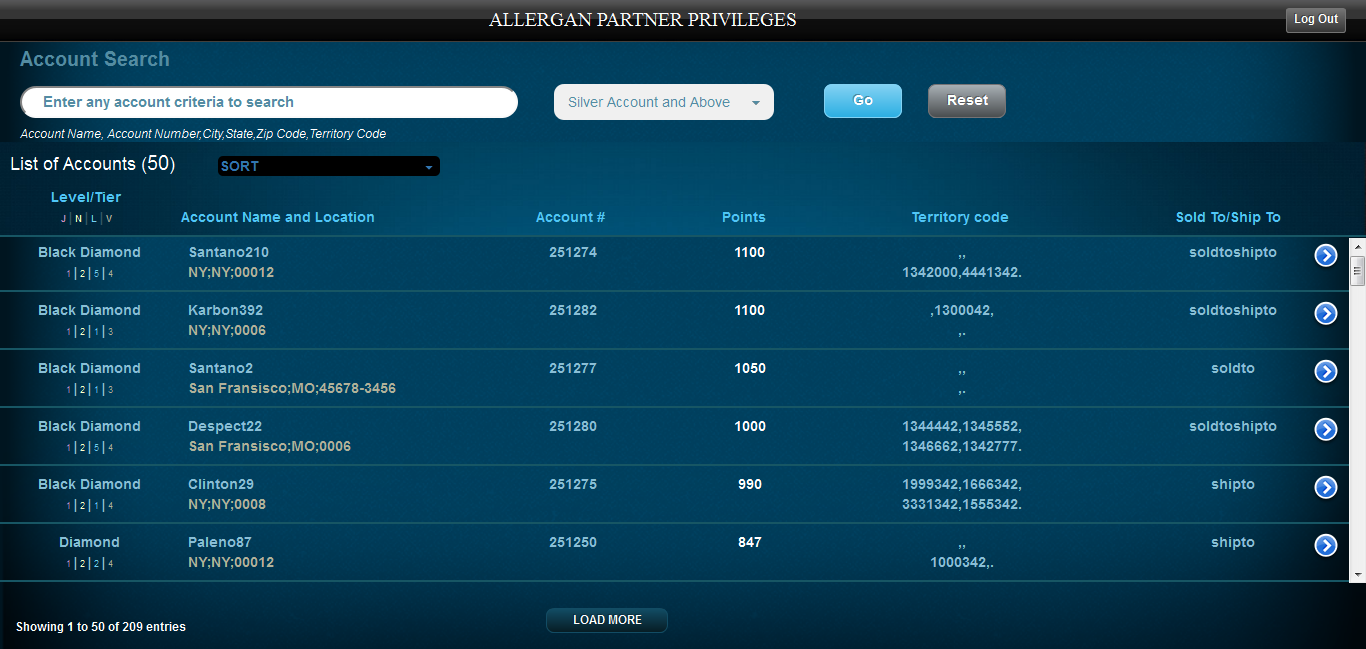 ALLERGAN PARTNER PRIVILEGES
Log Out
Account Search
Enter any account criteria to search
Silver Account and Above
Go
Reset
Account Name, Account Number,City,State,Zip Code,Territory Code
List of Accounts (50)
SORT
Level/Tier
J|N|L|V
Account Name and Location
Account #
Points
Territory code
Sold To/Ship To
Black Diamond Santano210 251274 1100 ,, soldtoshipto
1|2|5|4 NY;NY;00012 1342000,4441342.
Black Diamond Karbon392 251282 1100 ,1300042, soldtoshipto
1|2|1|3 NY;NY;0006 ,.
Black Diamond Santano2 251277 1050 ,, soldto
1|2|1|3 San Fransisco;MO;45678-3456 ,.
Black Diamond Despect22 251280 1000 1344442,1345552, soldtoshipto
1|2|5|4 San Fransisco;MO;0006 1346662,1342777.
Black Diamond Clinton29 251275 990 1999342,1666342, shipto
1|2|1|4 NY;NY;0008 3331342,1555342.
Diamond Paleno87 251250 847 ,, shipto
1|2|2|4 NY;NY;00012 1000342,.
Showing 1 to 50 of 209 entries
LOAD MORE